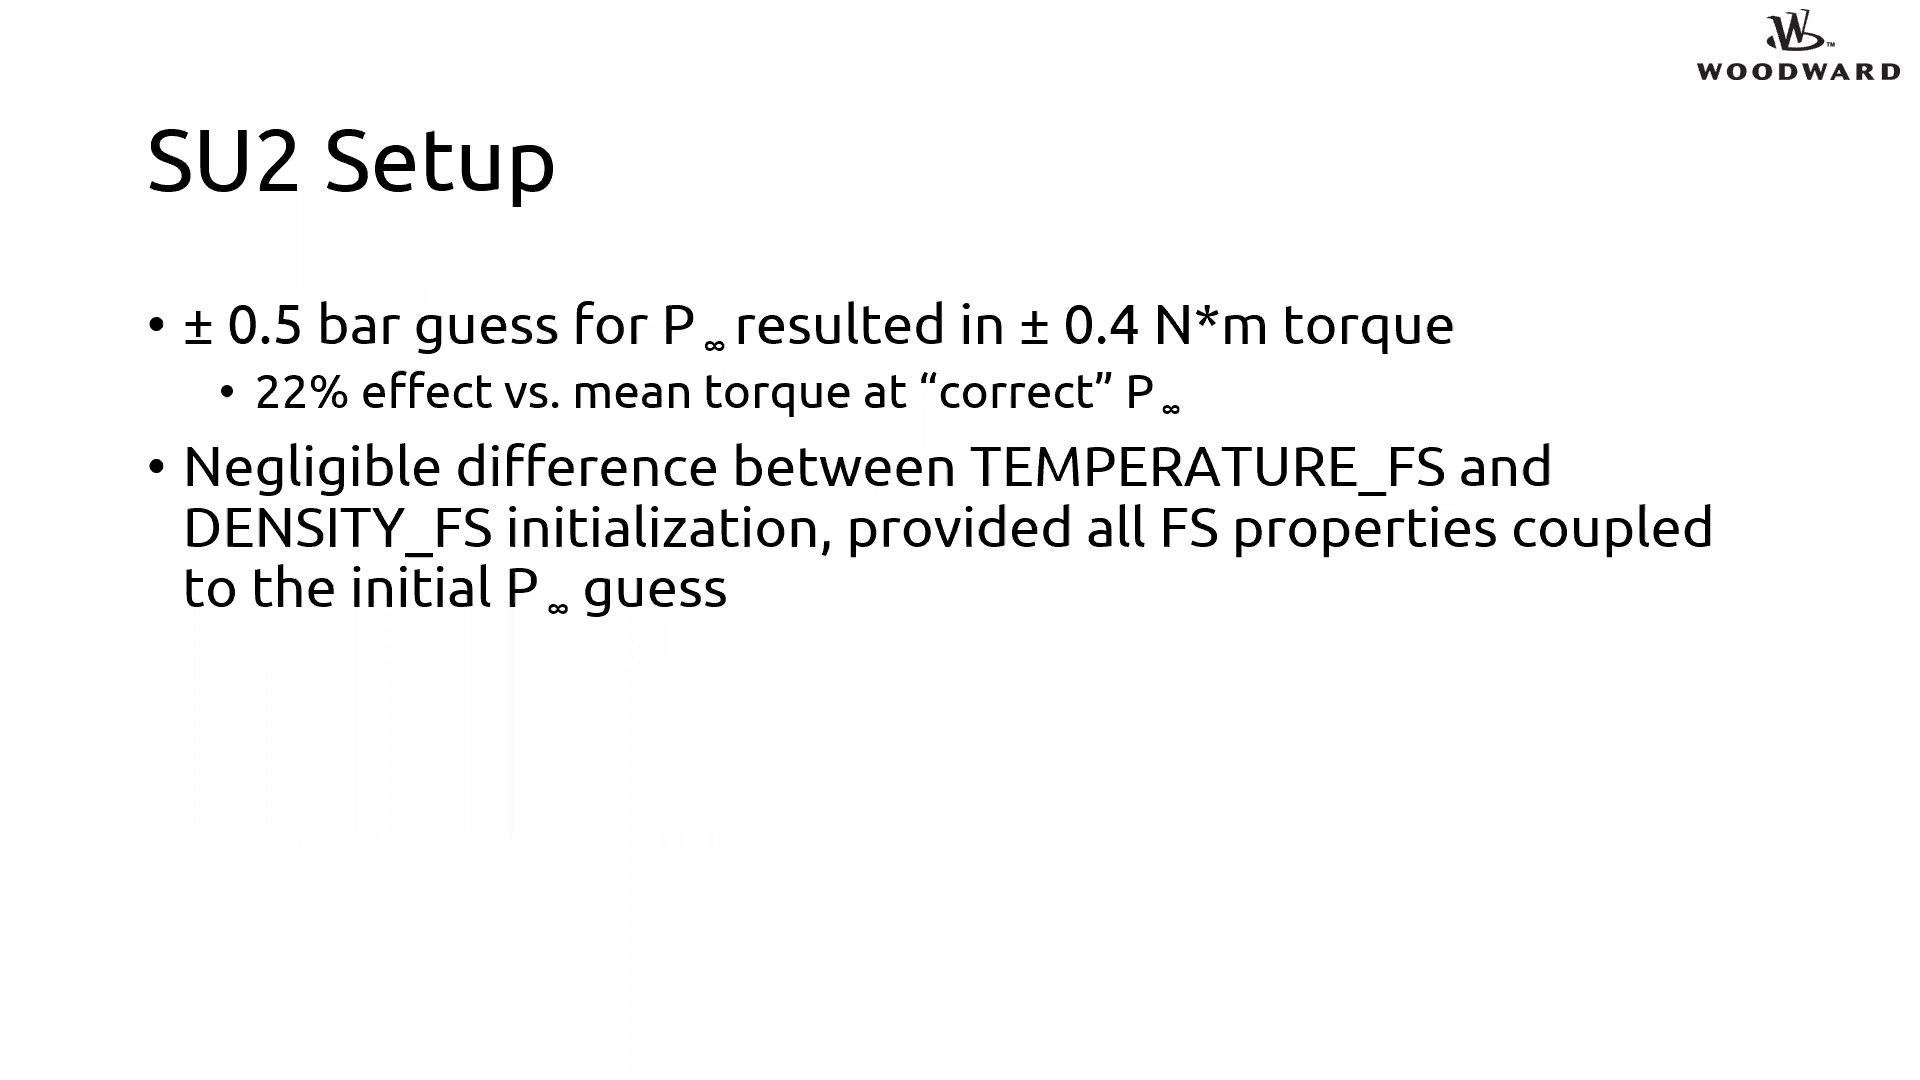 WOODWARD
SU2 Setup
• ± 0.5 bar guess for P ∞ resulted in ± 0.4 N*m torque
• 22% effect vs. mean torque at “correct” P ∞
• Negligible difference between TEMPERATURE_FS and
DENSITY_FS initialization, provided all FS properties coupled
to the initial P ∞ guess